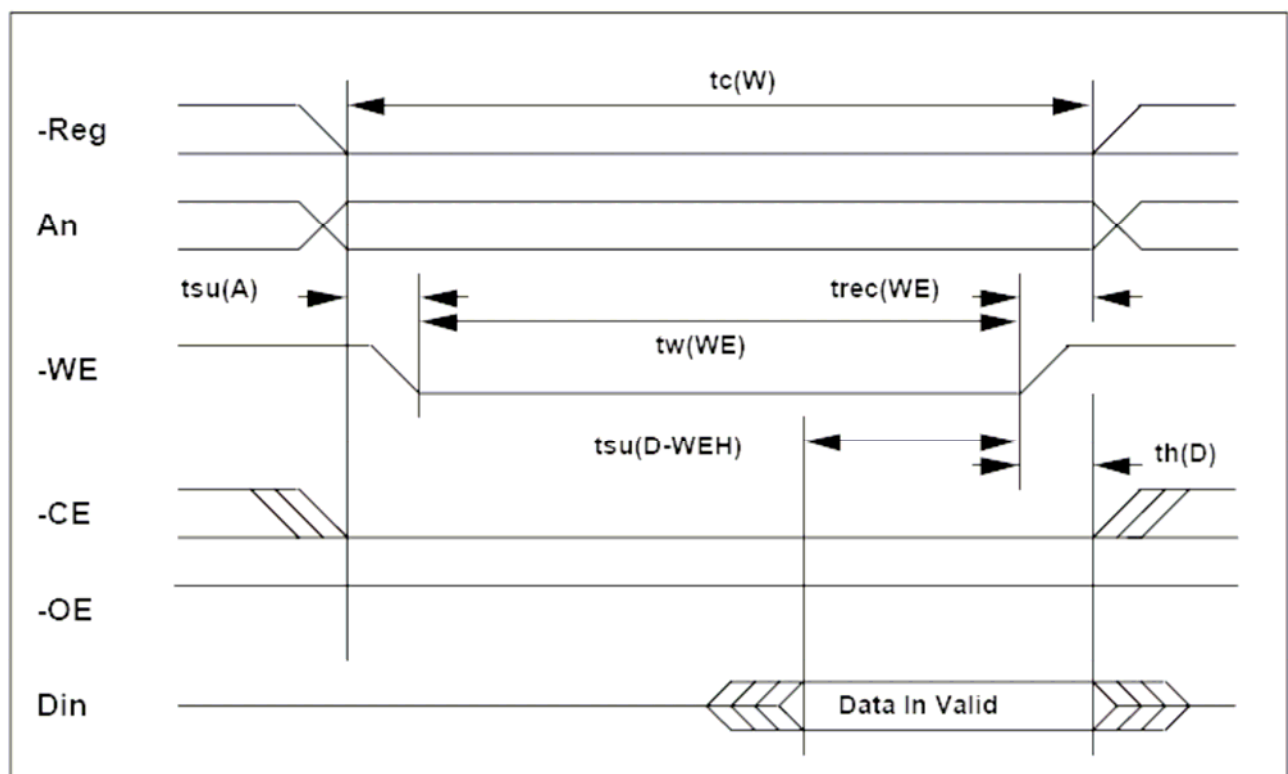 tc(W)
-Reg
An
tsu(A)
trec(WE)
tw(WE)
-WE
tsu(D-WEH)
th(D)
-CE
-OE
Din
Data In Valid